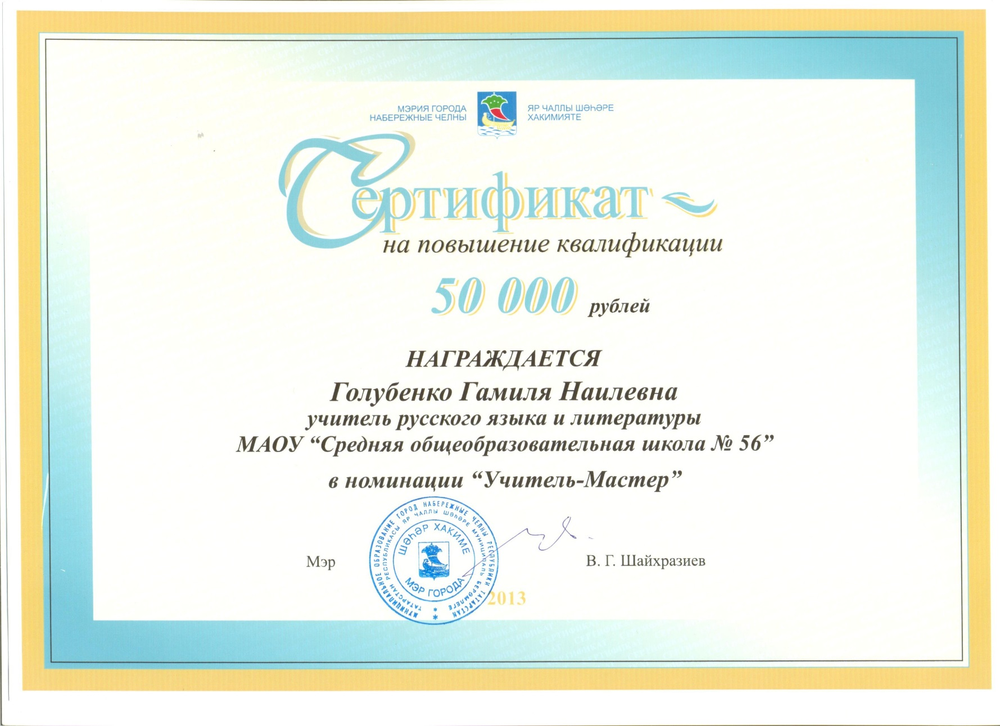 МЭРИЯ ГОРОДА
НАБЕРЕЖНЫЕ ЧЕЛНЫ
ЯР ЧАЛЛЫ ШӘҺӘРЕ
ХАКИМИЯТЕ
Сертификат
на повышение квалификации
50 000 рублей
НАГРАЖДАЕТСЯ
Голубенко Гамиля Наилевна
учитель русского языка и литературы
МАОУ “Средняя общеобразовательная школа № 56”
в номинации “Учитель-Мастер”
МУНИЦИПАЛЬНОЕ ОБРАЗОВАНИЕ ГОРОД НАБЕРЕЖНЫЕ ЧЕЛНЫ РЕСПУБЛИКИ ТАТАРСТАН
ТАТАРСТАН РЕСПУБЛИКАСЫ ЯР ЧАЛЛЫ ШӘҺӘРЕ МУНИЦИПАЛЬ БЕРӘМЛЕГЕ
ШӘҺӘР ХАКИМЕ
МЭР ГОРОДА
Мэр
В. Г. Шайхразиев
2013